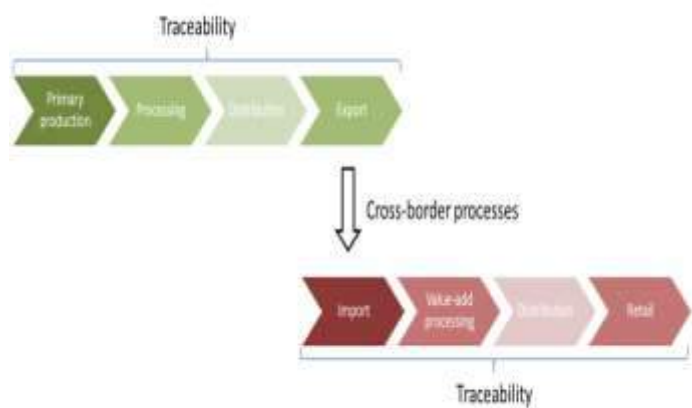 Traceability
Primary
production
Processing
Distribution
Export
Cross-border processes
Import
Value-add
processing
Distribution
Retail
Traceability